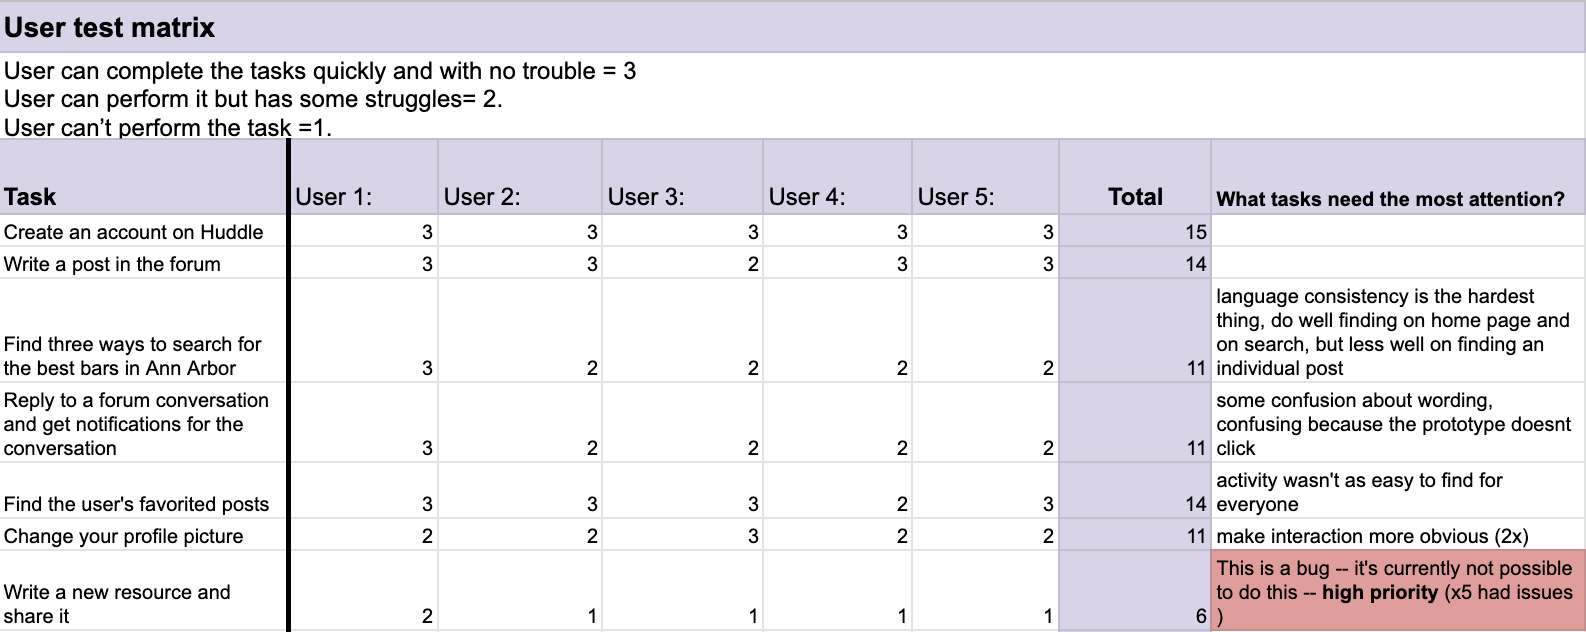 User test matrix
User can complete the tasks quickly and with no trouble = 3
User can perform it but has some struggles= 2.
User can’t perform the task =1.
Task User 1: User 2: User 3: User 4: User 5: Total What tasks need the most attention?
Create an account on Huddle 3 3 3 3 3 15
Write a post in the forum 3 3 2 3 3 14
language consistency is the hardest
thing, do well finding on home page and
Find three ways to search for on search, but less well on finding an
the best bars in Ann Arbor 3 2 2 2 2 11 individual post
Reply to a forum conversation some confusion about wording,
and get notifications for the confusing because the prototype doesnt
conversation 3 2 2 2 2 11 click
activity wasn't as easy to find for
Find the user's favorited posts 3 3 3 2 3 14 everyone
Change your profile picture 2 2 3 2 2 11 make interaction more obvious (2x)
This is a bug -- it's currently not possible
Write a new resource and to do this -- high priority (x5 had issues
share it 2 1 1 1 1 6 )